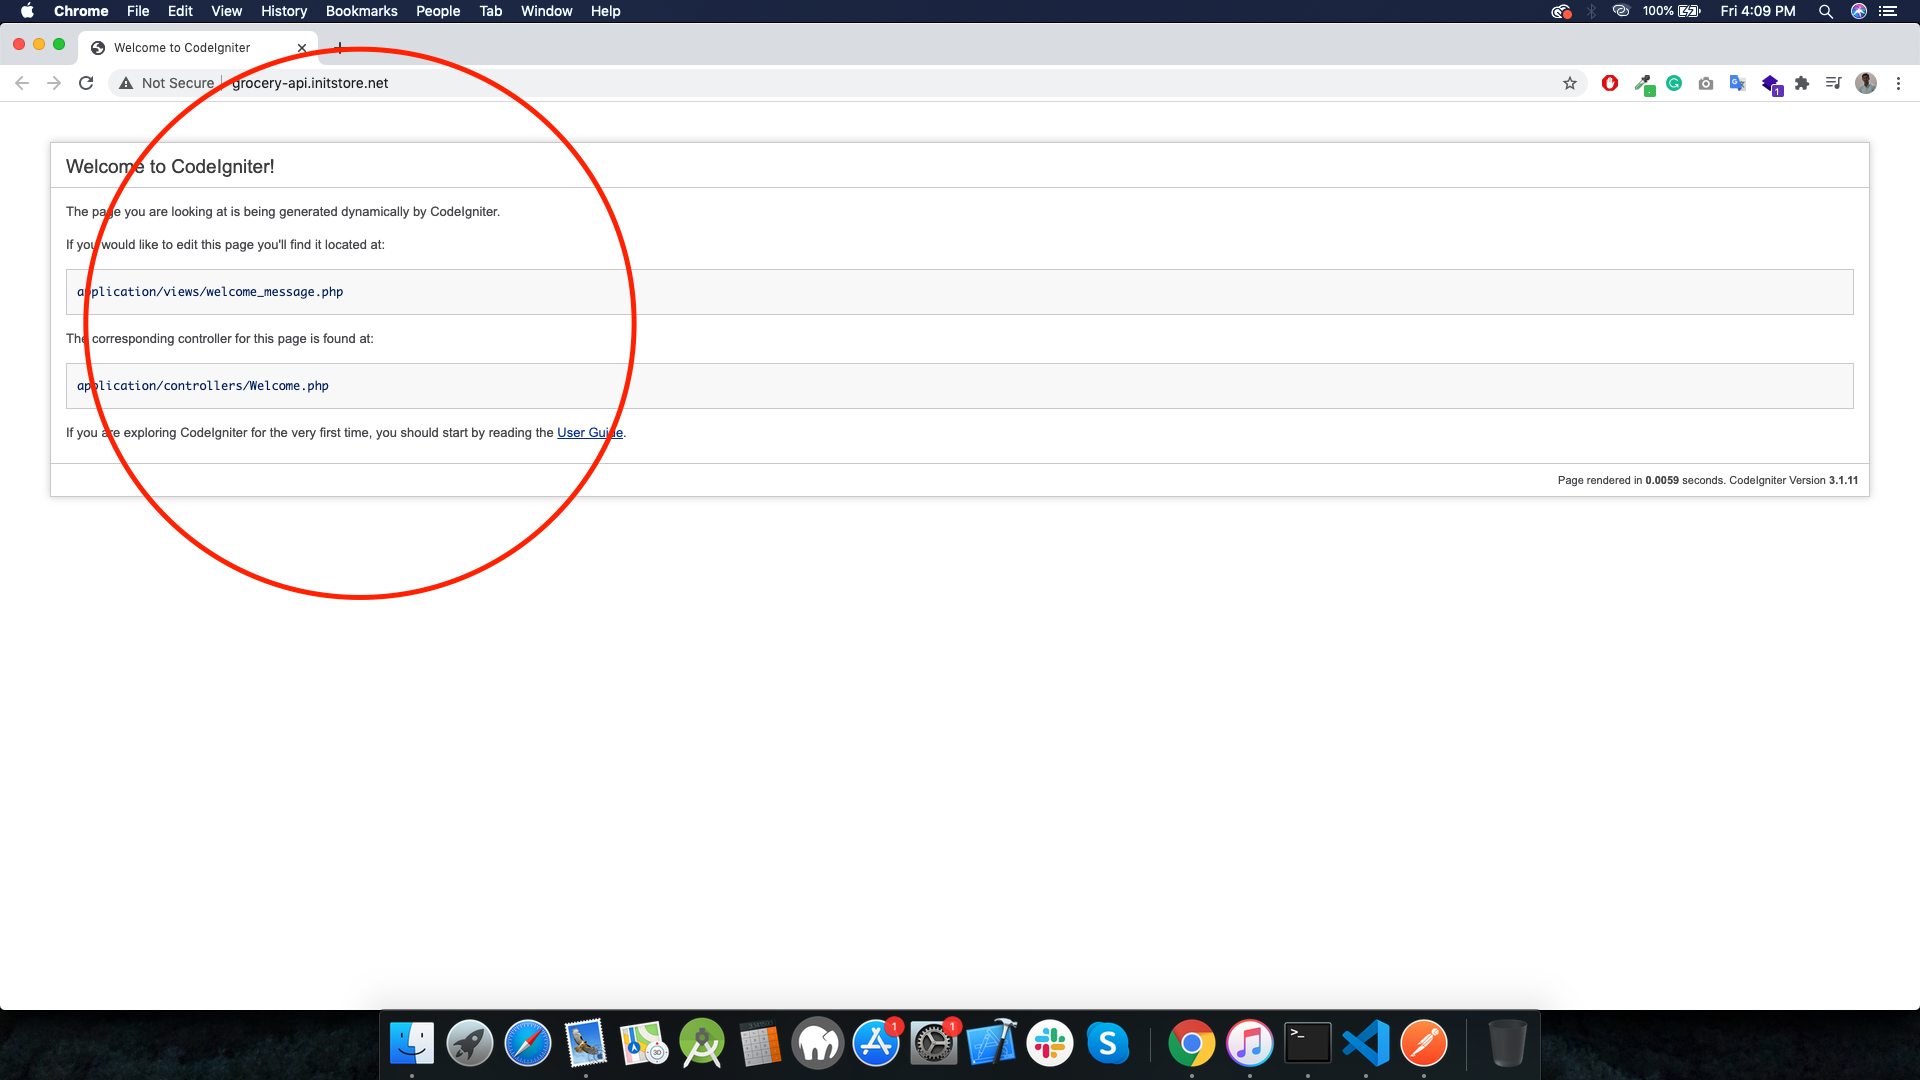 Chrome File Edit View History Bookmarks People Tab Window Help 100% Fri 4:09 PM
Welcome to CodeIgniter
Not Secure grocery-api.initstore.net
1
Welcome to CodeIgniter!
The page you are looking at is being generated dynamically by CodeIgniter.
If you would like to edit this page you'll find it located at:
application/views/welcome_message.php
The corresponding controller for this page is found at:
application/controllers/Welcome.php
If you are exploring CodeIgniter for the very first time, you should start by reading the User Guide.
Page rendered in 0.0059 seconds. CodeIgniter Version 3.1.11
1 1
3D S >_